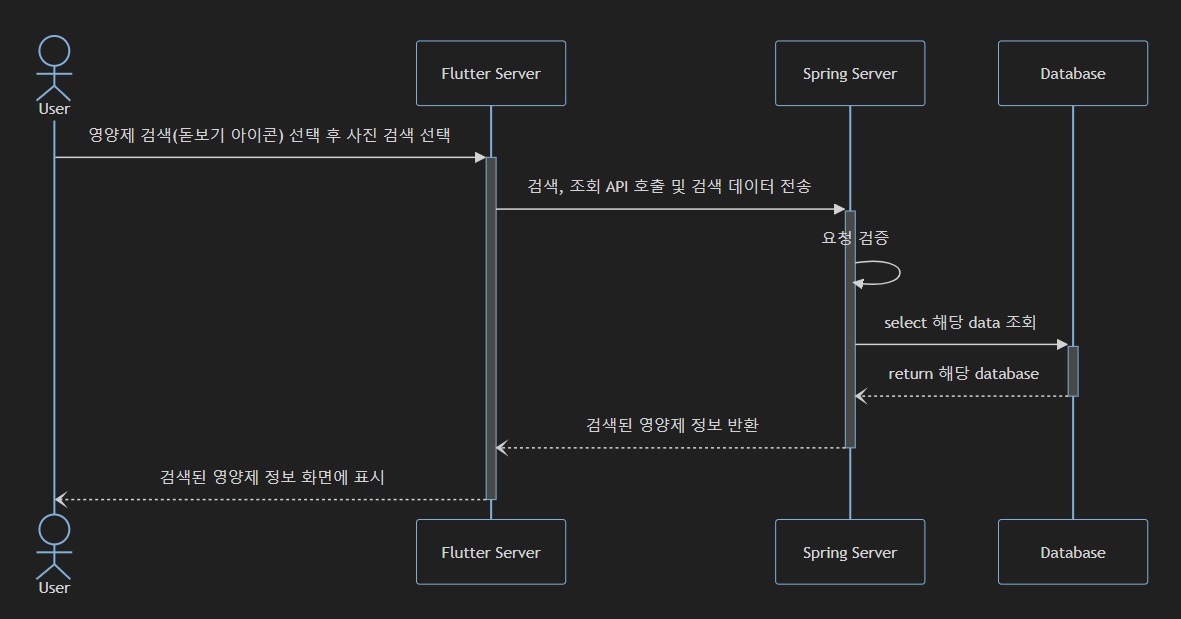 User
Flutter Server
Spring Server
Database
영양제 검색(돋보기 아이콘) 선택 후 사진 검색 선택
검색, 조회 API 호출 및 검색 데이터 전송
요청 검증
select 해당 data 조회
return 해당 database
검색된 영양제 정보 반환
검색된 영양제 정보 화면에 표시
User
Flutter Server
Spring Server
Database